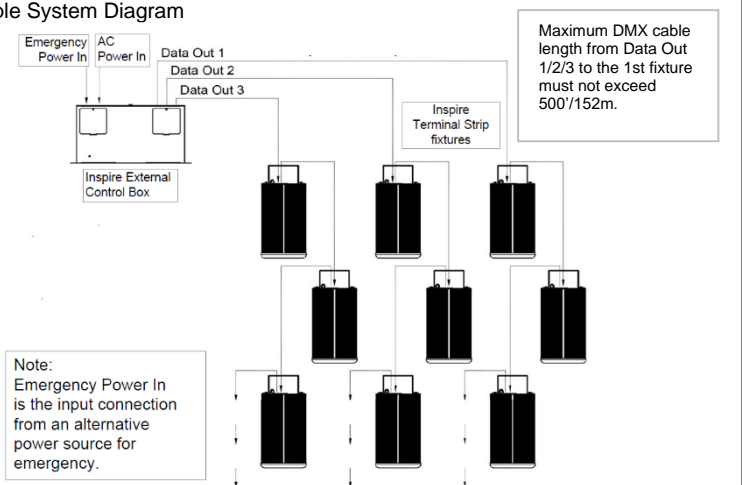 System Diagram
Emergency
Power In
AC
Power In
Data Out 1
Data Out 2
Data Out 3
Maximum DMX cable
length from Data Out
1/2/3 to the 1st fixture
must not exceed
500'/152m.
Inspire
Terminal Strip
fixtures
Inspire External
Control Box
Note:
Emergency Power In
is the input connection
from an alternative
power source for
emergency.